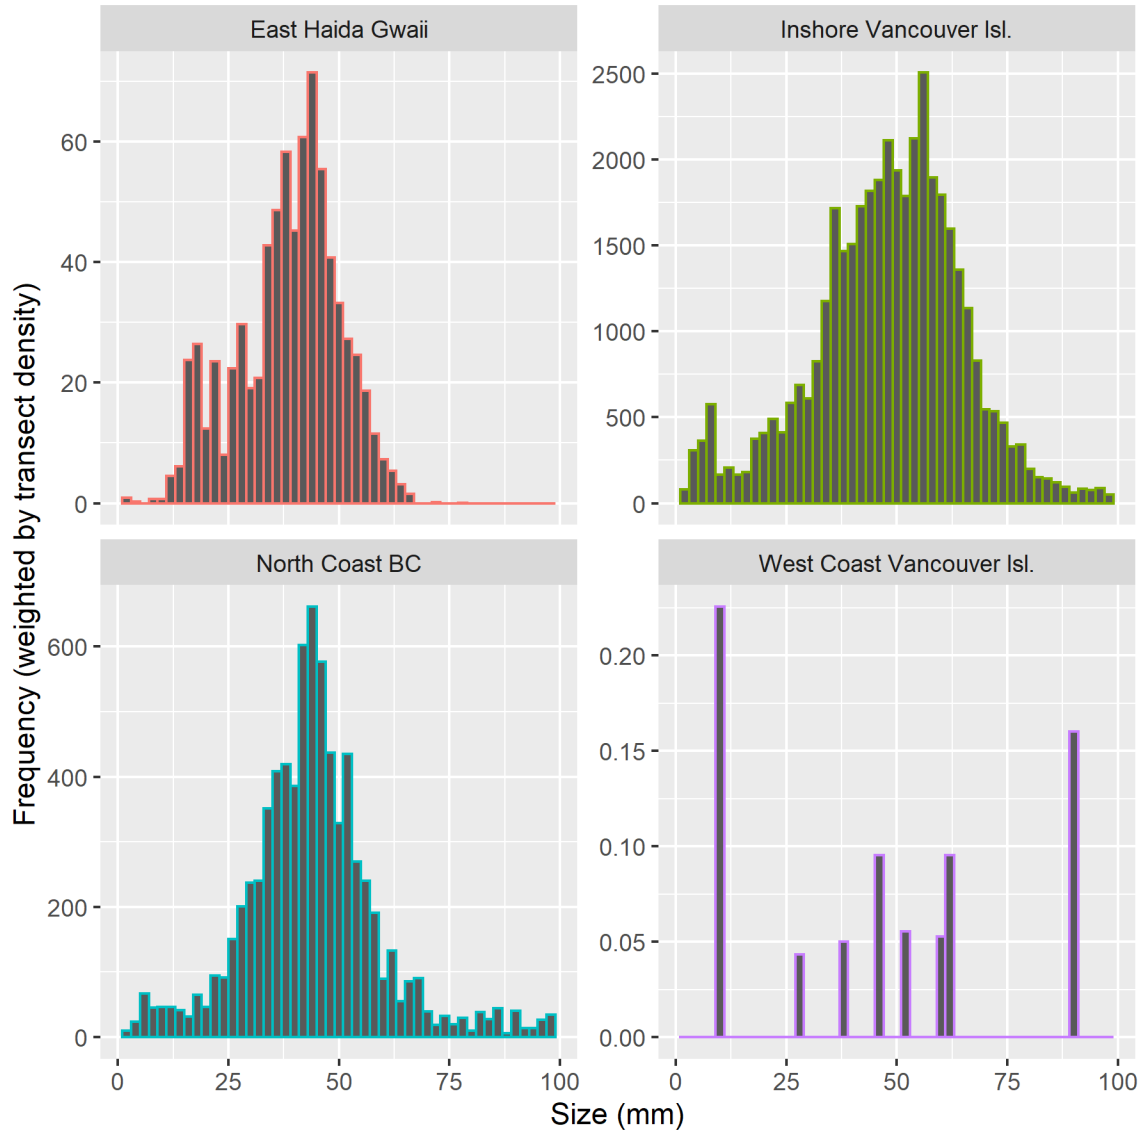 East Haida Gwaii
Inshore Vancouver Isl.
60
40
20
0
2500
2000
1500
1000
500
0
North Coast BC
West Coast Vancouver Isl.
600
400
200
0
0.20
0.15
0.10
0.05
0.00
0 25 50 75 100
0 25 50 75 100
Size (mm)
Frequency (weighted by transect density)